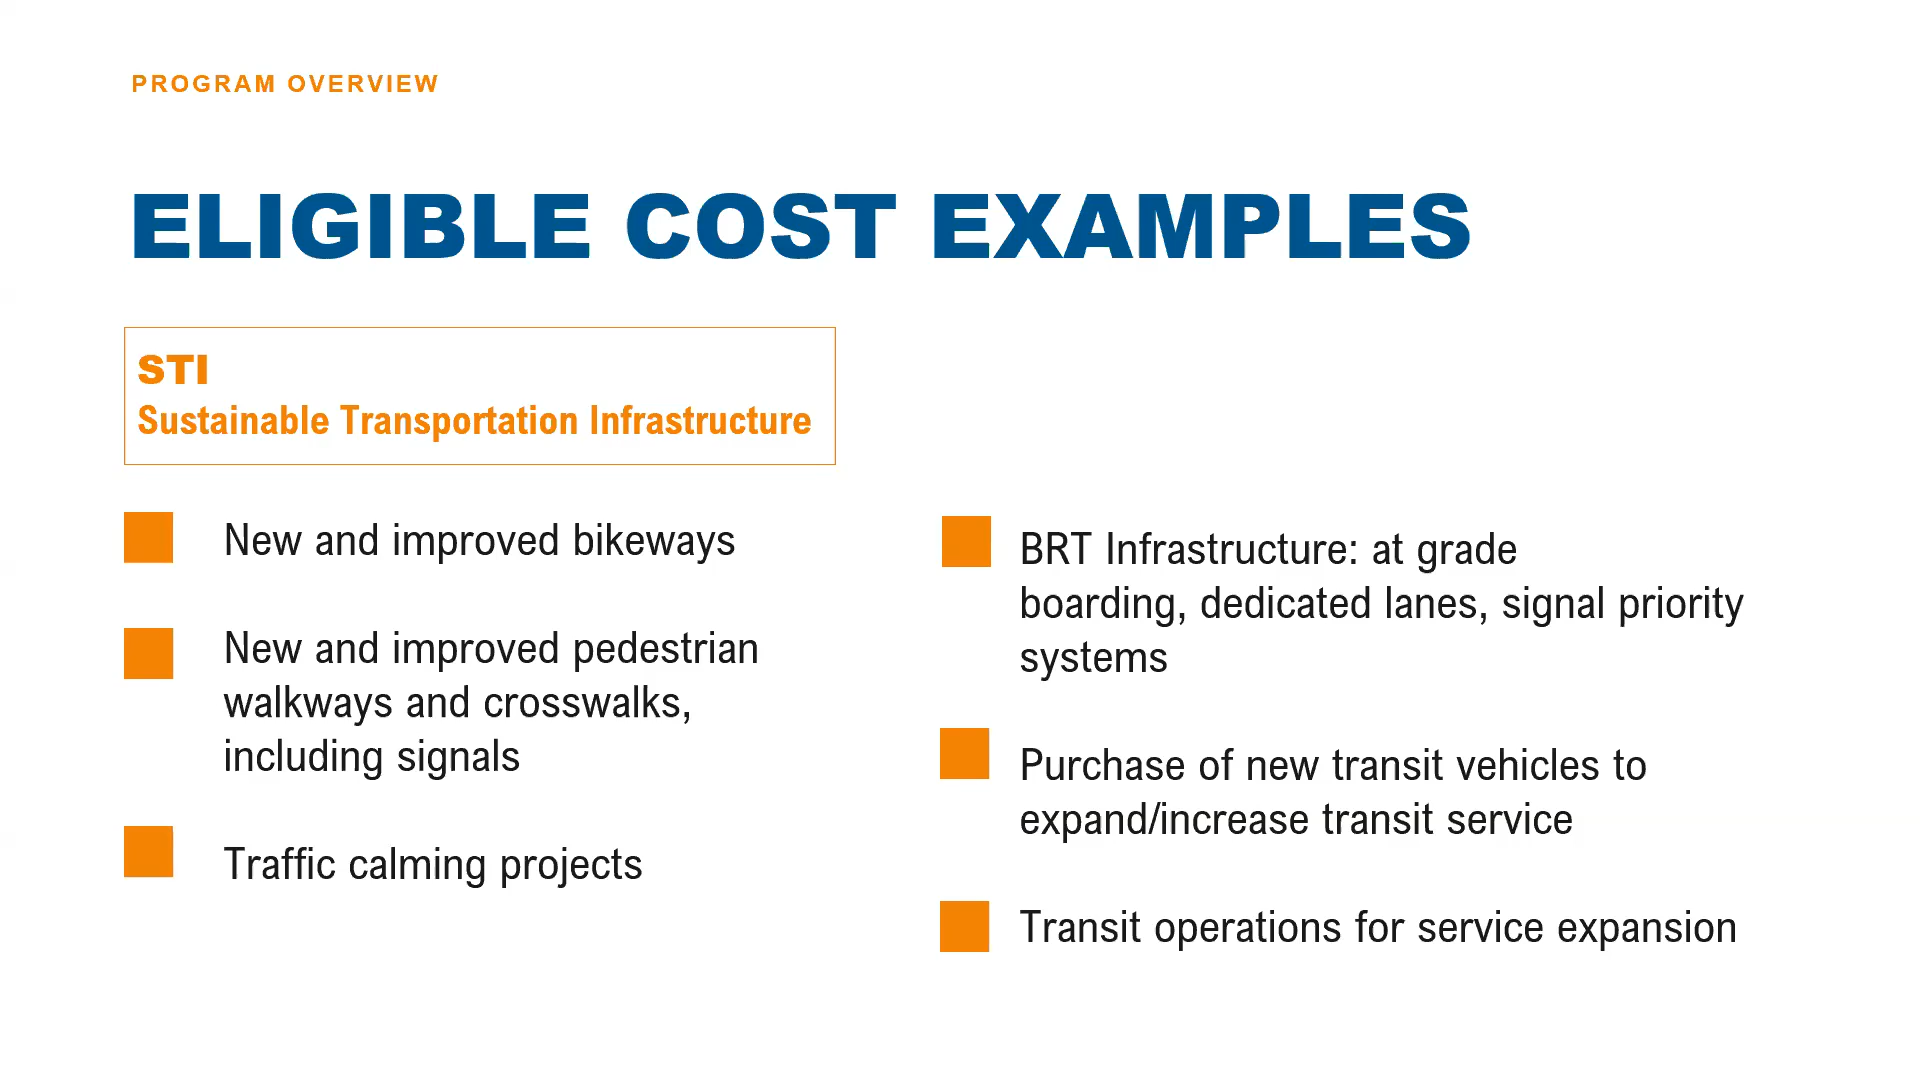 PROGRAM OVERVIEW
ELIGIBLE COST EXAMPLES
STI
Sustainable Transportation Infrastructure
New and improved bikeways
New and improved pedestrian
walkways and crosswalks,
including signals
Traffic calming projects
BRT Infrastructure: at grade
boarding, dedicated lanes, signal priority
systems
Purchase of new transit vehicles to
expand/increase transit service
Transit operations for service expansion